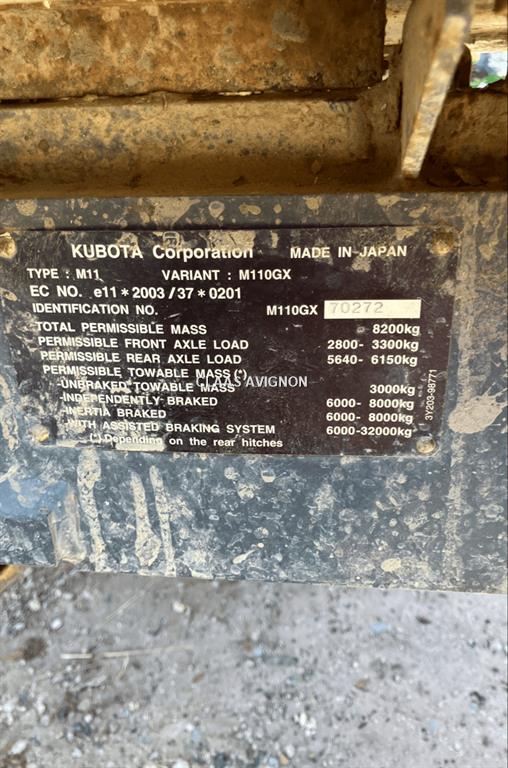 KUBOTA Corporation MADE IN JAPAN
TYPE : M11 VARIANT : M110GX
EC NO. e11*2003/37*0201
IDENTIFICATION NO. M110GX 70272
TOTAL PERMISSIBLE MASS 8200kg
PERMISSIBLE FRONT AXLE LOAD 2800- 3300kg
PERMISSIBLE REAR AXLE LOAD 5640- 6150kg
PERMISSIBLE TOWABLE MASS(*)
-UNBRAKED TOWABLE MASS 3000kg
CLAAS AVIGNON
-INDEPENDENTLY BRAKED 6000- 8000kg
-INERTIA BRAKED 6000- 8000kg
-WITH ASSISTED BRAKING SYSTEM 6000-32000kg
(*)Depending on the rear hitches
3Y203-98771